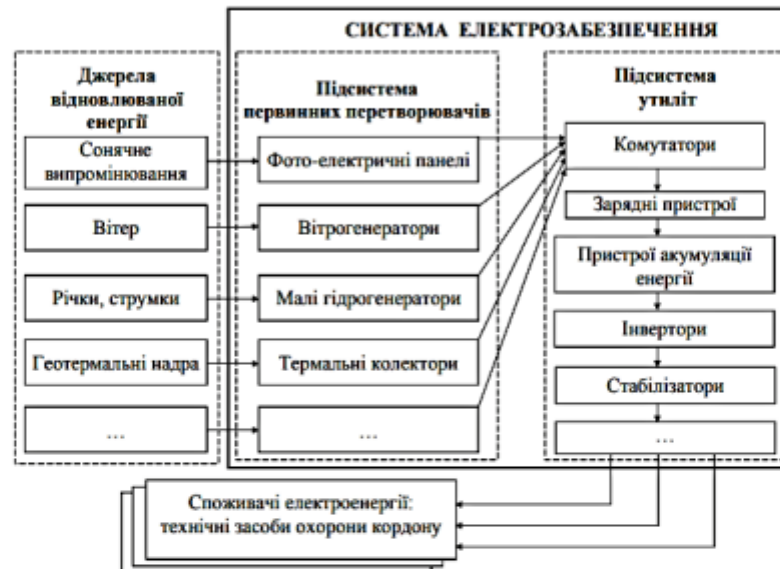 СИСТЕМА ЕЛЕКТРОЗАБЕЗПЕЧЕННЯ
Джерела
відновлюваної
енергії
Сонячне
випромінювання
Вітер
Річки, струмки
Геотермальні надра
…
Підсистема
первинних перетворювачів
Фото-електричні панелі
Вітрогенератори
Малі гідрогенератори
Термальні колектори
…
Підсистема
утиліт
Комутатори
Зарядні пристрої
Пристрої акумуляції
енергії
Інвертори
Стабілізатори
…
Споживачі електроенергії:
технічні засоби охорони кордону